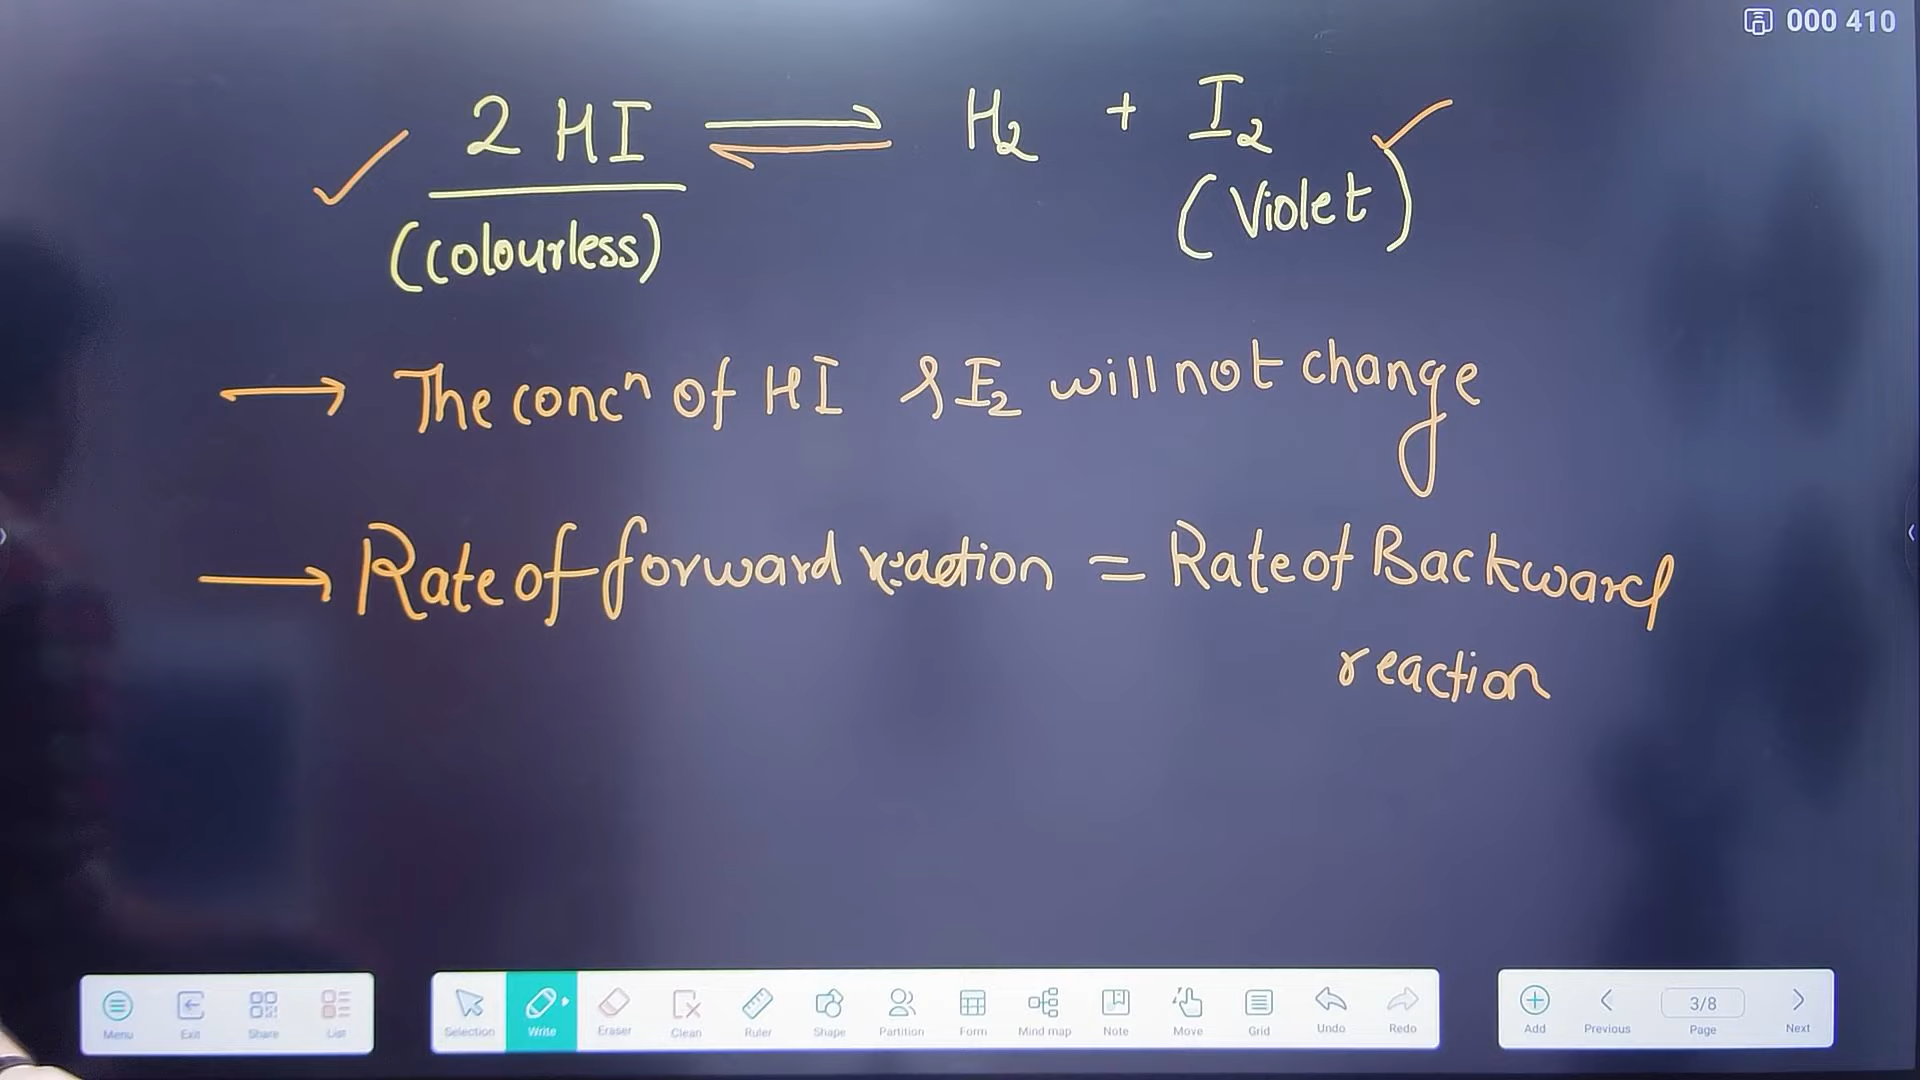 000 410
2 HI ⇌ H₂ + I₂
(colourless) (Violet)
→ The concⁿ of HI & I₂ will not change
→ Rate of forward reaction = Rate of Backward
reaction
Menu Exit Share List Selection Write Eraser Clean Ruler Shape Partition Form Mind map Note Move Grid Undo Redo Add Previous 3/8 Page Next